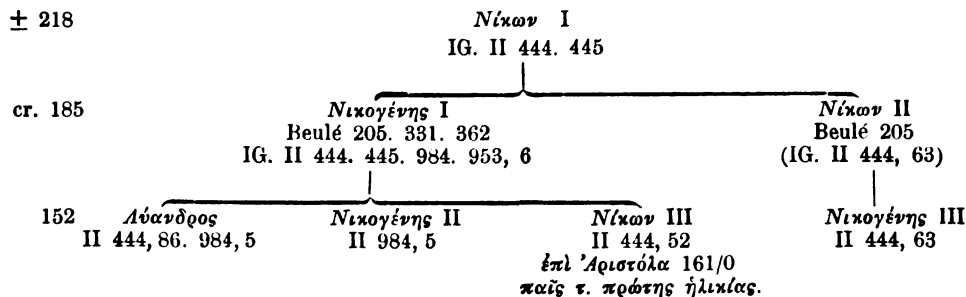 ± 218 Νίκων I
IG. II 444. 445
cr. 185 Νικογένης I Νίκων II
Beulé 205. 331. 362 Beulé 205
IG. II 444. 445. 984. 953, 6 (IG. II 444, 63)
152 Λύανδρος Νικογένης II Νίκων III Νικογένης III
II 444, 86. 984, 5 II 984, 5 II 444, 52 II 444, 63
ἐπὶ Ἀριστόλα 161/0
παῖς τ. πρώτης ἡλικίας.